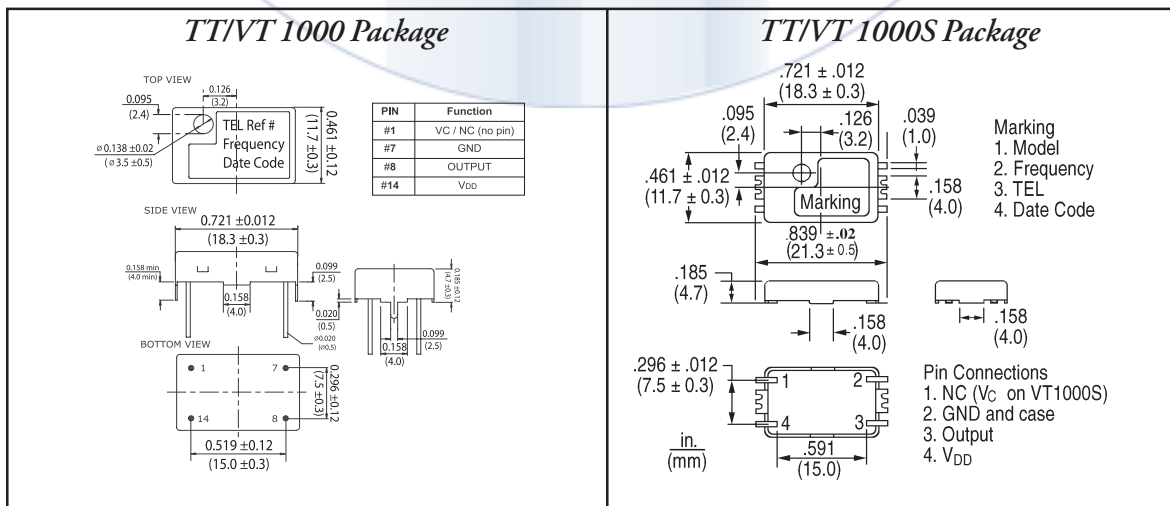 TT/VT 1000 Package
TOP VIEW
0.126
(3.2)
0.095
(2.4)
ø 0.138 ±0.02
(ø 3.5 ±0.5)
TEL Ref #
Frequency
Date Code
0.461 ±0.12
(11.7 ±0.3)
PIN Function
#1 VC / NC (no pin)
#7 GND
#8 OUTPUT
#14 VDD
SIDE VIEW
0.721 ±0.012
(18.3 ±0.3)
0.158 min
(4.0 min)
0.158
(4.0)
0.099
(2.5)
0.020
(0.5)
ø0.020
(ø0.5)
0.185 ±0.12
(4.7 ±0.3)
0.099
(2.5)
0.158
(4.0)
BOTTOM VIEW
1
7
14
8
0.296 ±0.12
(7.5 ±0.3)
0.519 ±0.12
(15.0 ±0.3)
TT/VT 1000S Package
.721 ± .012
(18.3 ± 0.3)
.095
(2.4)
.126
(3.2)
.039
(1.0)
.461 ± .012
(11.7 ± 0.3)
Marking
.158
(4.0)
.839 ±.02
(21.3 ± 0.5)
Marking
1. Model
2. Frequency
3. TEL
4. Date Code
.185
(4.7)
.158
(4.0)
.158
(4.0)
.296 ± .012
(7.5 ± 0.3)
1
2
4
3
in.
(mm)
.591
(15.0)
Pin Connections
1. NC (VC on VT1000S)
2. GND and case
3. Output
4. VDD